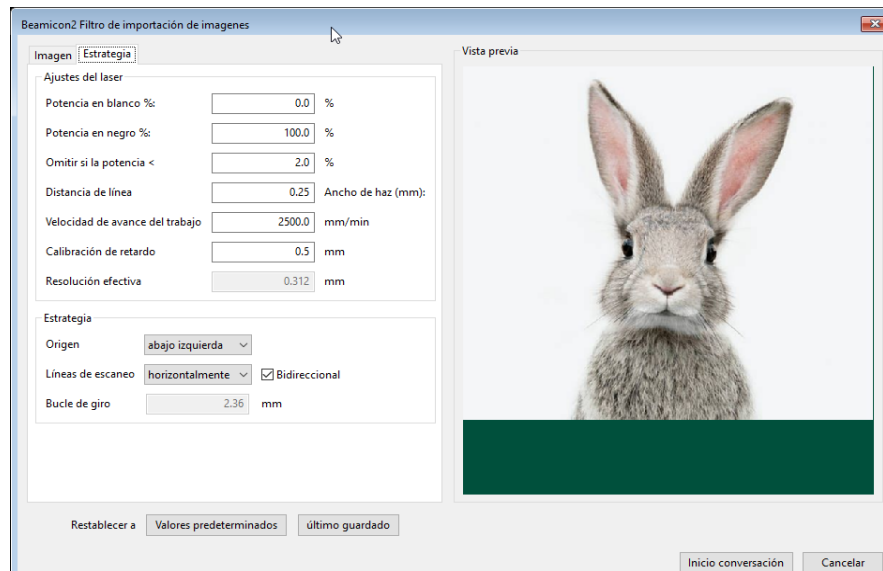 Beamicon2 Filtro de importación de imagenes
Imagen Estrategia
Ajustes del laser
Potencia en blanco %: 0.0 %
Potencia en negro %: 100.0 %
Omitir si la potencia < 2.0 %
Distancia de línea 0.25 Ancho de haz (mm):
Velocidad de avance del trabajo 2500.0 mm/min
Calibración de retardo 0.5 mm
Resolución efectiva 0.312 mm
Estrategia
Origen abajo izquierda
Líneas de escaneo horizontalmente Bidireccional
Bucle de giro 2.36 mm
Restablecer a Valores predeterminados último guardado
Vista previa
Inicio conversación Cancelar